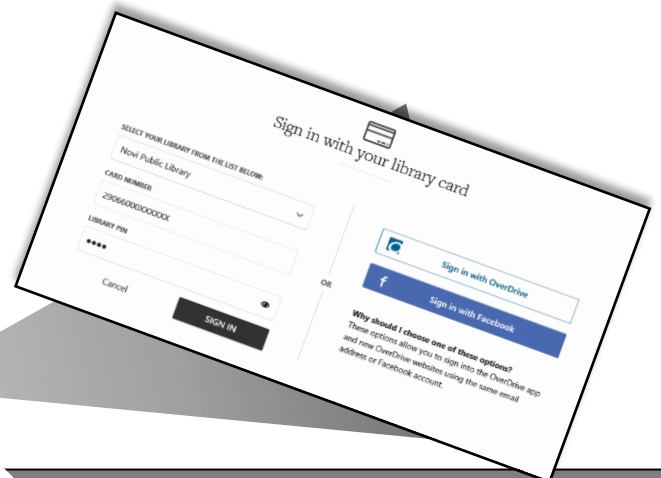 Sign in with your library card
SELECT YOUR LIBRARY FROM THE LIST BELOW:
Novi Public Library
CARD NUMBER
29066000XXXXXX
LIBRARY PIN
••••
Cancel
SIGN IN
OR
Sign in with OverDrive
f
Sign in with Facebook
Why should I choose one of these options?
These options allow you to sign into the OverDrive app
and new OverDrive websites using the same email
address or Facebook account.